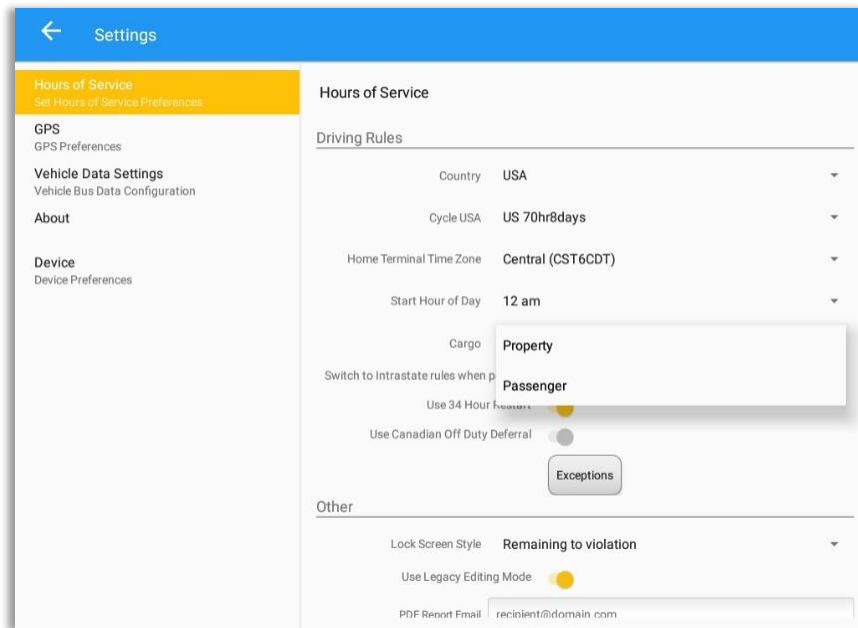 Settings
Hours of Service
Set Hours of Service Preferences
GPS
GPS Preferences
Vehicle Data Settings
Vehicle Bus Data Configuration
About
Device
Device Preferences
Hours of Service
Driving Rules
Country USA
Cycle USA US 70hr8days
Home Terminal Time Zone Central (CST6CDT)
Start Hour of Day 12 am
Cargo Property
Switch to Intrastate rules when p
Passenger
Use 34 Hour Restart
Use Canadian Off Duty Deferral
Exceptions
Other
Lock Screen Style Remaining to violation
Use Legacy Editing Mode
PDF Report Email recipient@domain.com